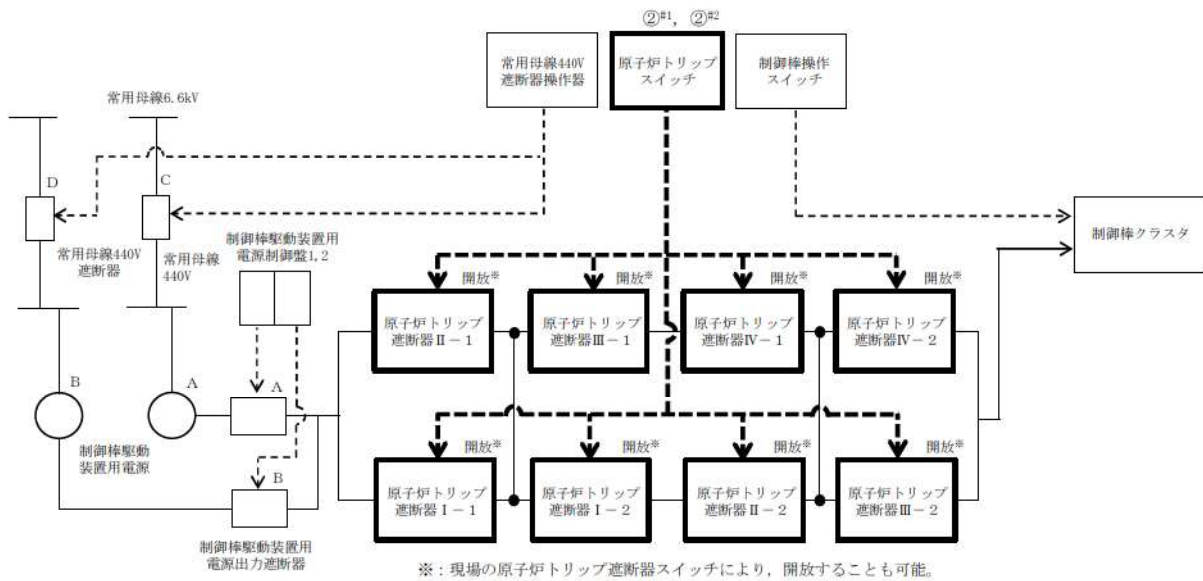 ②#1, ②#2
常用母線440V
遮断器操作器
原子炉トリップ
スイッチ
制御棒操作
スイッチ
常用母線6.6kV
D
C
常用母線440V
遮断器
常用母線
440V
制御棒駆動装置用
電源制御盤1,2
制御棒クラスタ
開放※
開放※
開放※
開放※
原子炉トリップ
遮断器Ⅱ-1
原子炉トリップ
遮断器Ⅲ-1
原子炉トリップ
遮断器Ⅳ-1
原子炉トリップ
遮断器Ⅳ-2
B
A
A
制御棒駆動
装置用電源
B
開放※
開放※
開放※
開放※
原子炉トリップ
遮断器Ⅰ-1
原子炉トリップ
遮断器Ⅰ-2
原子炉トリップ
遮断器Ⅱ-2
原子炉トリップ
遮断器Ⅲ-2
制御棒駆動装置用
電源出力遮断器
※：現場の原子炉トリップ遮断器スイッチにより，開放することも可能。